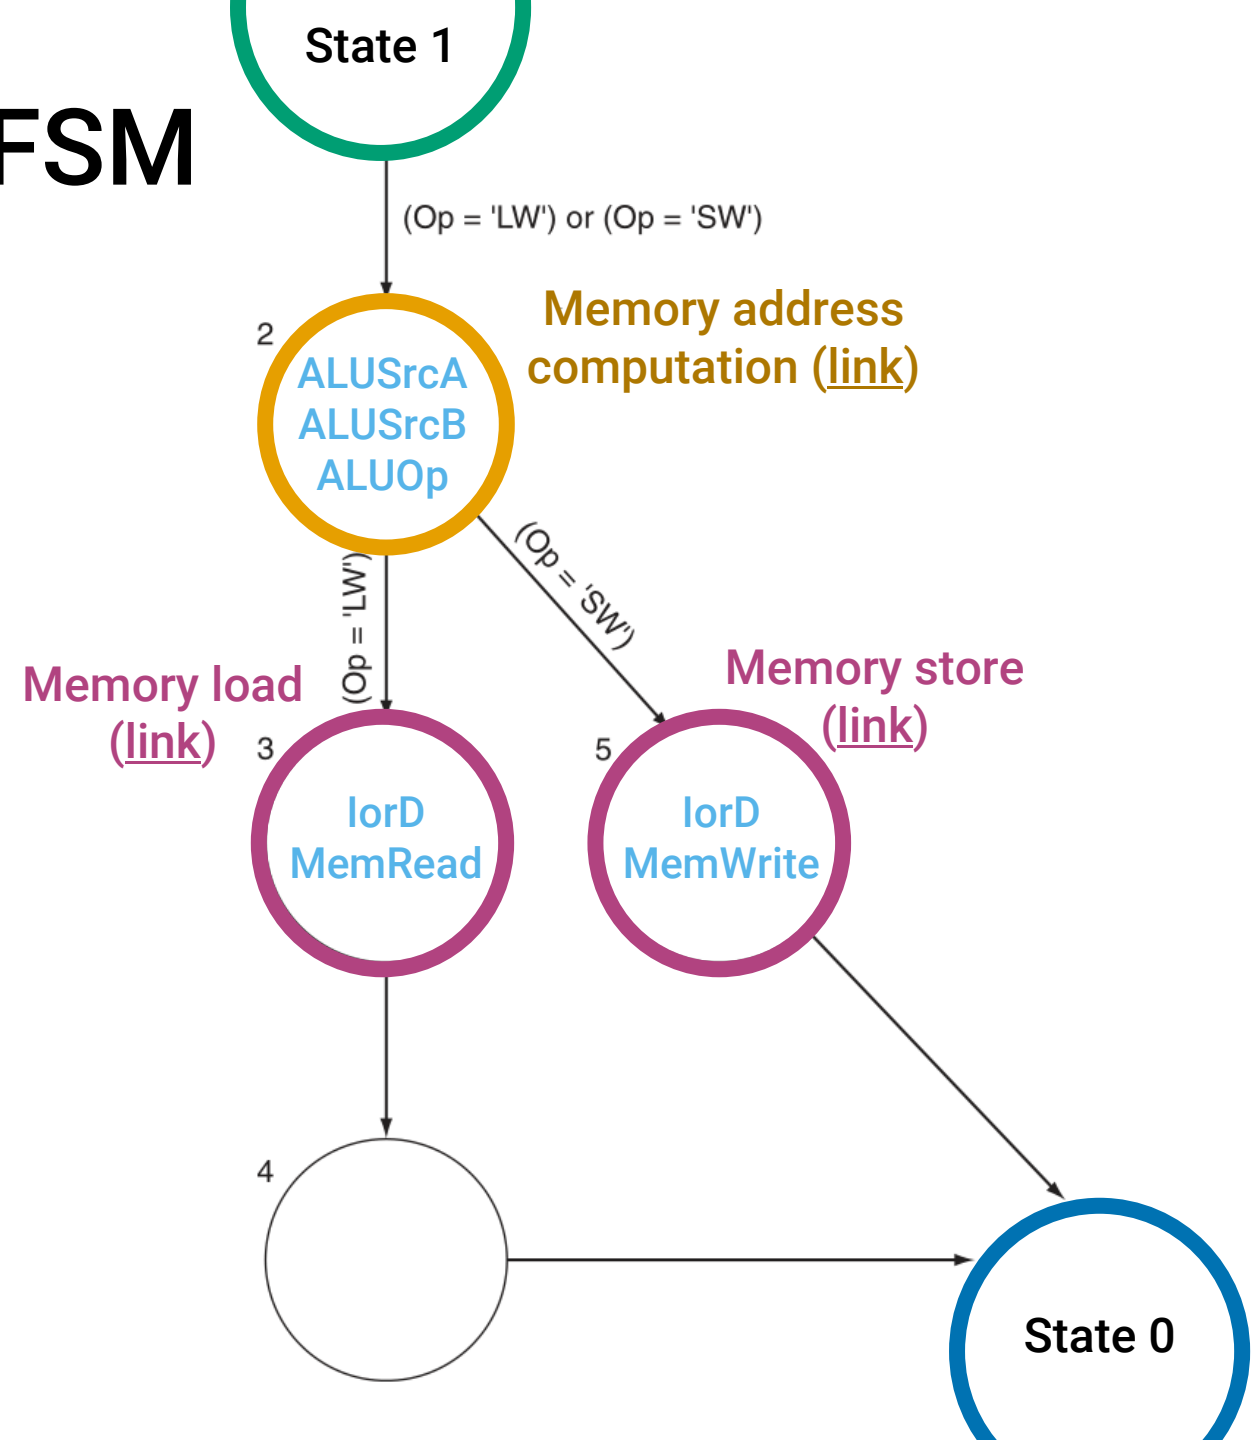 State 1
FSM
(Op = 'LW') or (Op = 'SW')
2
Memory address
computation (link)
ALUSrcA
ALUSrcB
ALUOp
(Op = 'LW')
(Op = 'SW')
Memory load
(link)
Memory store
(link)
3
IorD
MemRead
5
IorD
MemWrite
4
State 0